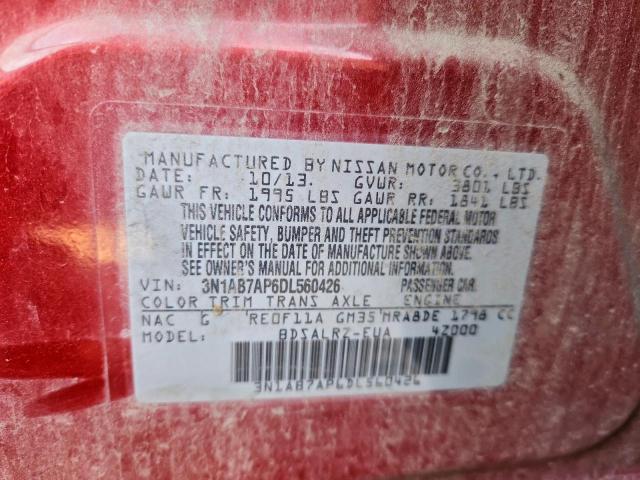 MANUFACTURED BY NISSAN MOTOR CO., LTD.
DATE: 10/13. GVWR: 3801 LBS
GAWR FR: 1995 LBS GAWR RR: 1841 LBS
THIS VEHICLE CONFORMS TO ALL APPLICABLE FEDERAL MOTOR
VEHICLE SAFETY, BUMPER AND THEFT PREVENTION STANDARDS
IN EFFECT ON THE DATE OF MANUFACTURE SHOWN ABOVE.
SEE OWNER'S MANUAL FOR ADDITIONAL INFORMATION.
VIN: 3N1AB7AP6DL560426 PASSENGER CAR.
COLOR TRIM TRANS AXLE ENGINE
NAC G RE0F11A GM35 MRA8DE 1798 CC
MODEL: BDSALRZ-EUA 4Z000
3N1AB7AP6DL560426